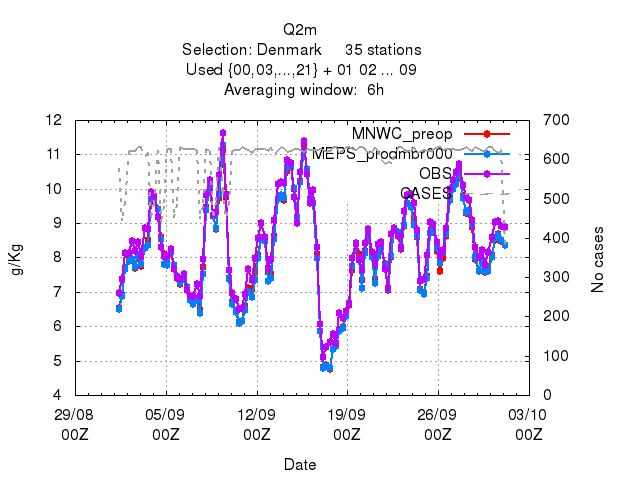 Q2m
Selection: Denmark 35 stations
Used {00,03,...,21} + 01 02 ... 09
Averaging window: 6h
12 700
MNWC_preop
11 600
MEPS_prodmbr000
10 OBS 500
CASES
9 400
8 300
7 200
6 100
5
4 0
g/Kg
No cases
29/08 05/09 12/09 19/09 26/09 03/10
00Z 00Z 00Z 00Z 00Z 00Z
Date